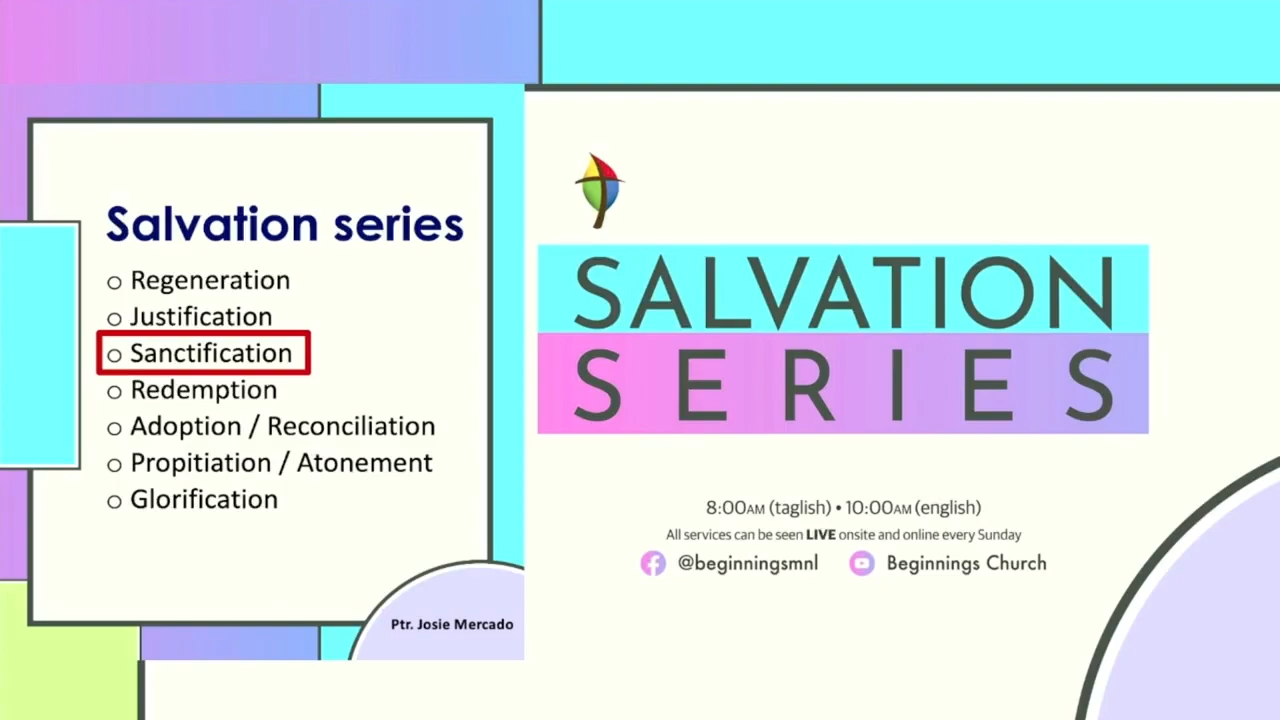 Salvation series
o Regeneration
o Justification
o Sanctification
o Redemption
o Adoption / Reconciliation
o Propitiation / Atonement
o Glorification
Ptr. Josie Mercado
SALVATION
SERIES
8:00AM (taglish) • 10:00AM (english)
All services can be seen LIVE onsite and online every Sunday
@beginningsmnl Beginnings Church